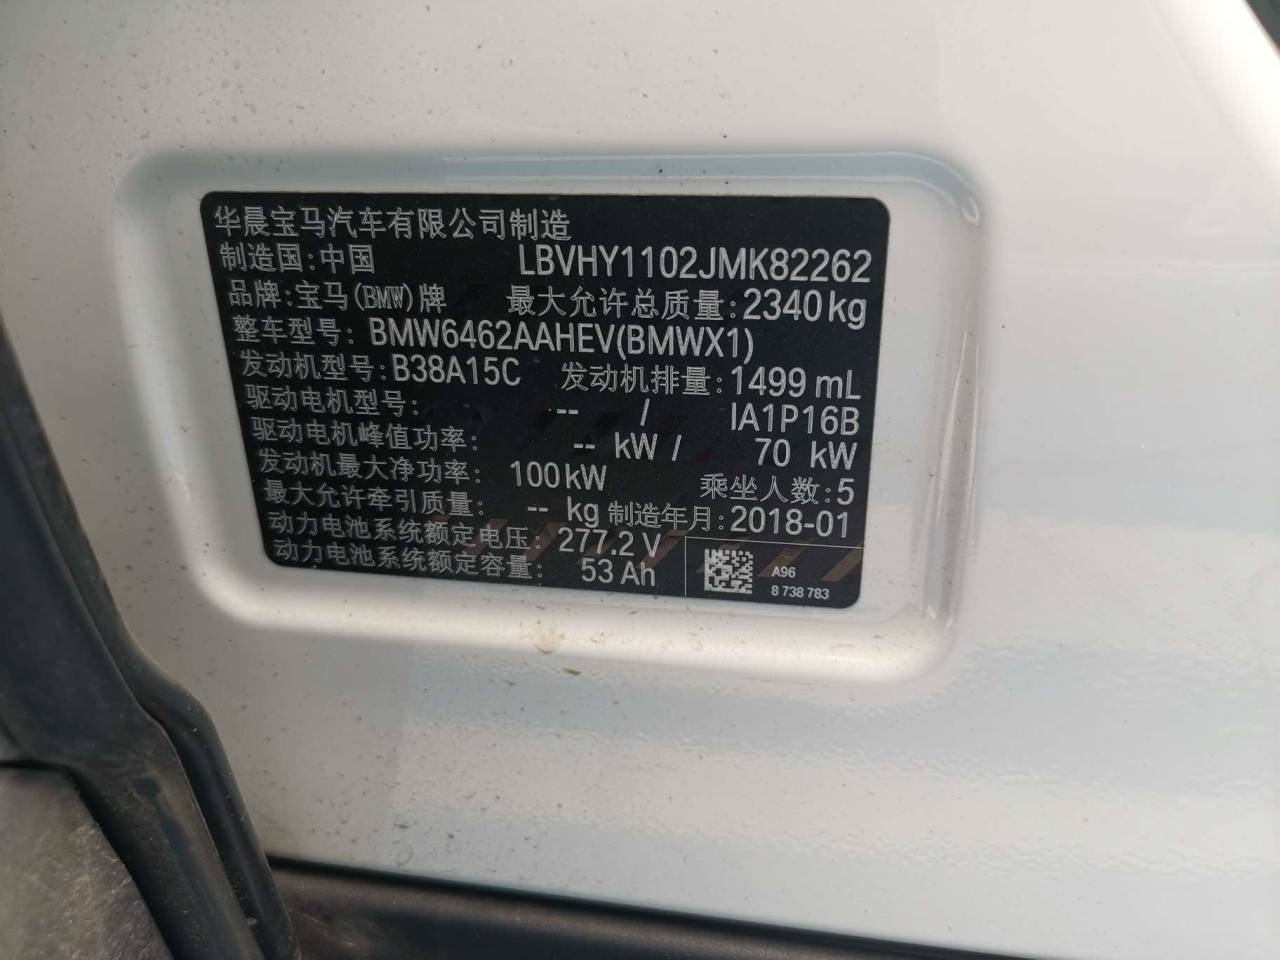 华晨宝马汽车有限公司制造
制造国:中国 LBVHY1102JMK82262
品牌:宝马(BMW)牌 最大允许总质量:2340kg
整车型号: BMW6462AAHEV(BMWX1)
发动机型号:B38A15C 发动机排量:1499 mL
驱动电机型号: -- / IA1P16B
驱动电机峰值功率: -- kW / 70 kW
发动机最大净功率: 100kW 乘坐人数:5
最大允许牵引质量: -- kg 制造年月:2018-01
动力电池系统额定电压: 277.2 V
动力电池系统额定容量: 53 Ah
A96
8 738 783